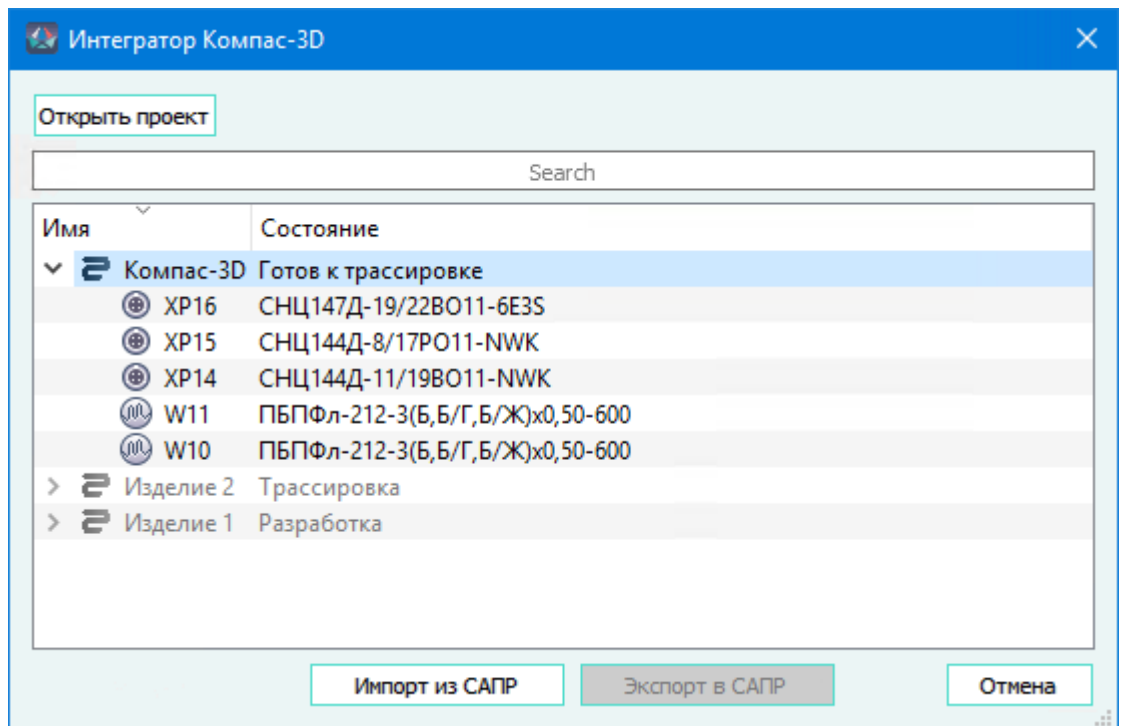 Интегратор Компас-3D
Открыть проект
Search
Имя Состояние
Компас-3D Готов к трассировке
XP16 СНЦ147Д-19/22ВО11-6E3S
XP15 СНЦ144Д-8/17РО11-NWK
XP14 СНЦ144Д-11/19ВО11-NWK
W11 ПБПФл-212-3(Б,Б/Г,Б/Ж)х0,50-600
W10 ПБПФл-212-3(Б,Б/Г,Б/Ж)х0,50-600
Изделие 2 Трассировка
Изделие 1 Разработка
Импорт из САПР Экспорт в САПР Отмена